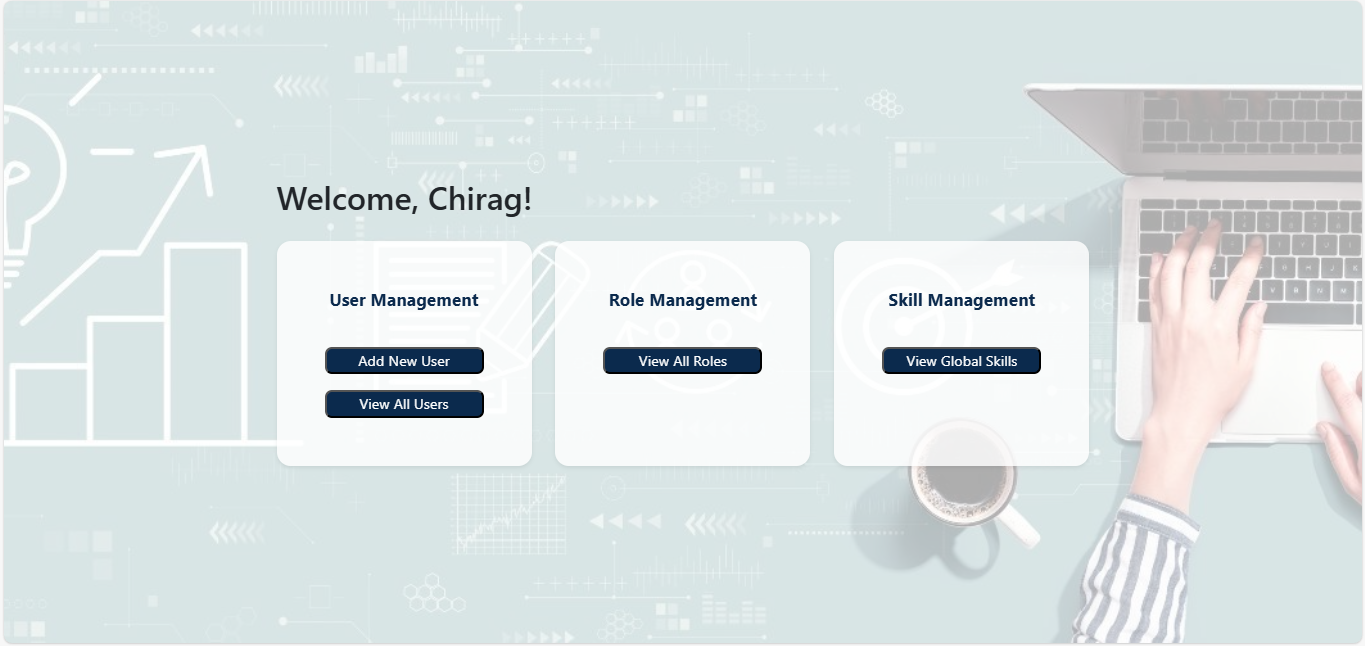 Welcome, Chirag!
User Management
Add New User
View All Users
Role Management
View All Roles
Skill Management
View Global Skills